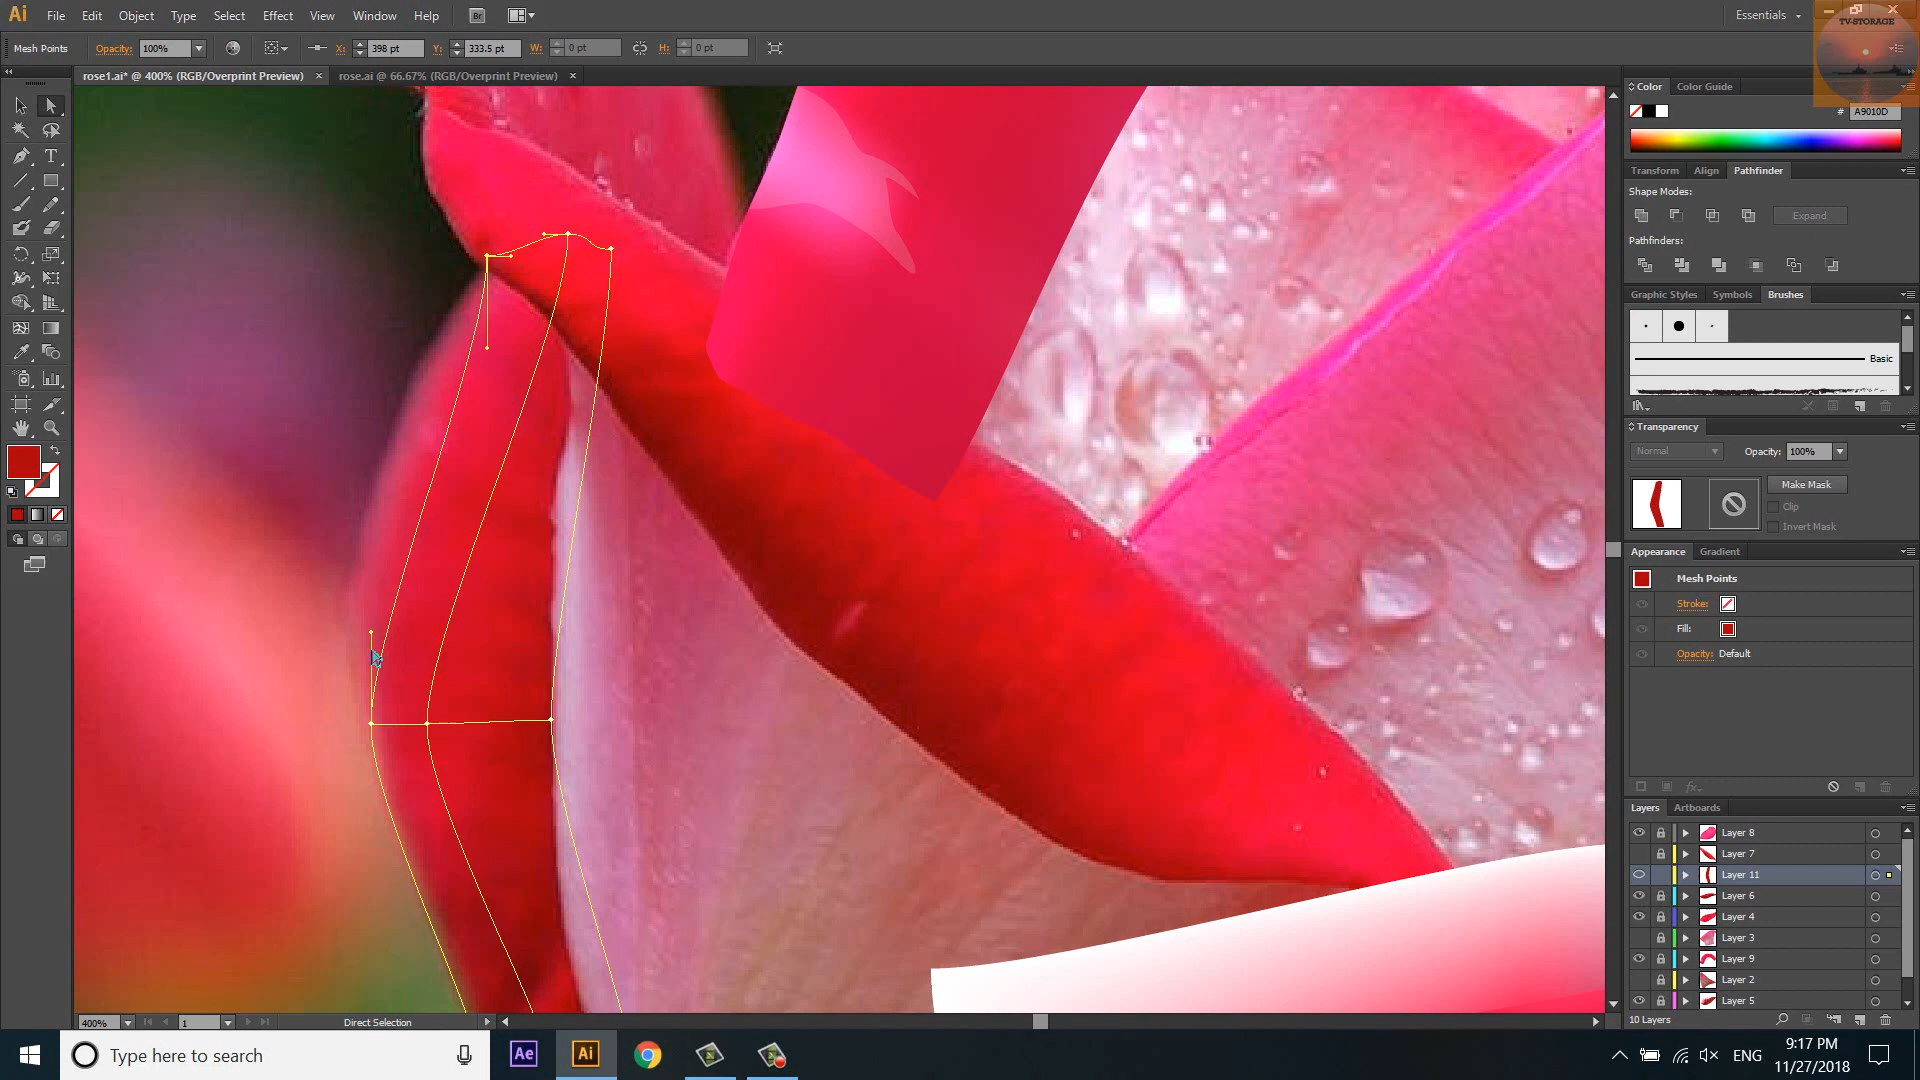 Ai File Edit Object Type Select Effect View Window Help Br Essentials
TV-STORAGE
Mesh Points Opacity: 100% X: 398 pt Y: 333.5 pt W: 0 pt H: 0 pt
rose1.ai* @ 400% (RGB/Overprint Preview) × rose.ai @ 66.67% (RGB/Overprint Preview) ×
Color Color Guide
# A9010D
Transform Align Pathfinder
Shape Modes:
Expand
Pathfinders:
Graphic Styles Symbols Brushes
Basic
Transparency
Normal Opacity: 100%
Make Mask
Clip
Invert Mask
Appearance Gradient
Mesh Points
Stroke:
Fill:
Opacity: Default
Layers Artboards
Layer 8
Layer 7
Layer 11
Layer 6
Layer 4
Layer 3
Layer 9
Layer 2
Layer 5
10 Layers
400% 1 Direct Selection
Type here to search
Ae Ai
ENG
9:17 PM
11/27/2018